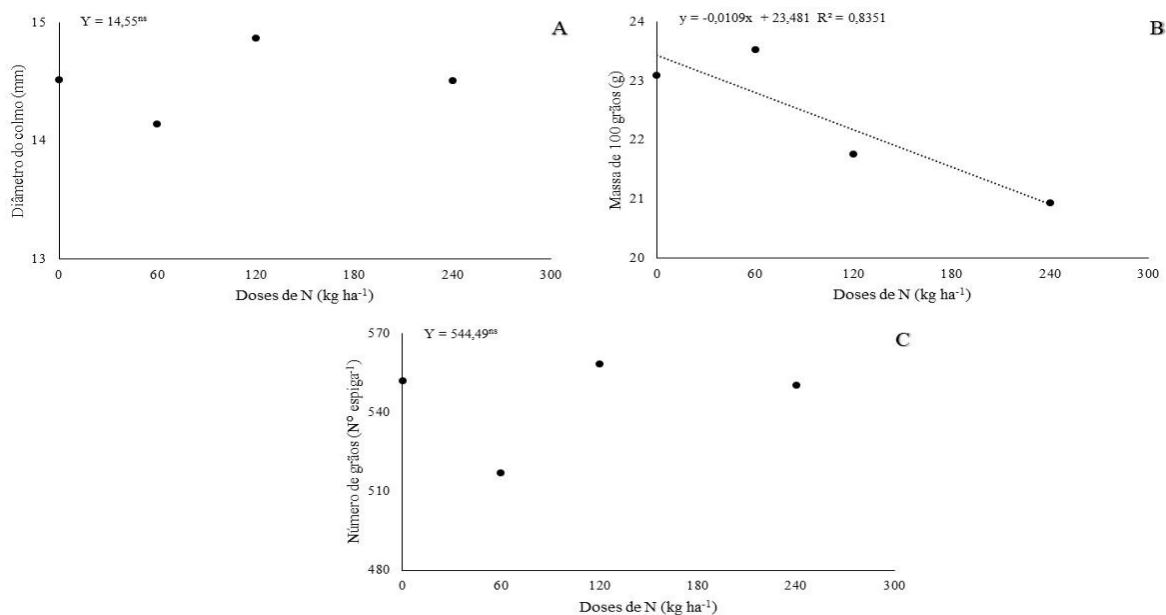 Y = 14,55ⁿˢ
A
15
14
13
Diâmetro do colmo (mm)
0 60 120 180 240 300
Doses de N (kg ha⁻¹)
y = -0,0109x + 23,481 R² = 0,8351
B
24
23
22
21
20
Massa de 100 grãos (g)
0 60 120 180 240 300
Doses de N (kg ha⁻¹)
Y = 544,49ⁿˢ
C
570
540
510
480
Número de grãos (Nº espiga⁻¹)
0 60 120 180 240 300
Doses de N (kg ha⁻¹)